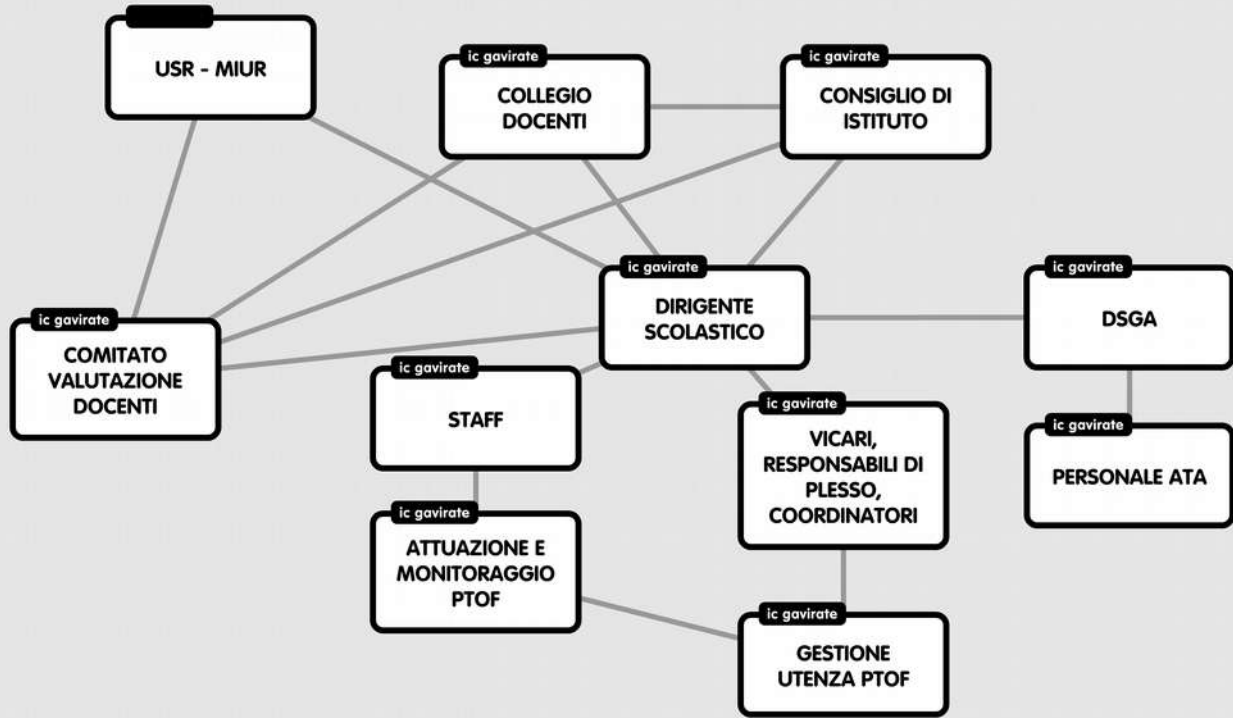 USR - MIUR
ic gavirate
COLLEGIO
DOCENTI
ic gavirate
CONSIGLIO DI
ISTITUTO
ic gavirate
DIRIGENTE
SCOLASTICO
ic gavirate
DSGA
ic gavirate
COMITATO
VALUTAZIONE
DOCENTI
ic gavirate
STAFF
ic gavirate
VICARI,
RESPONSABILI DI
PLESSO,
COORDINATORI
ic gavirate
PERSONALE ATA
ic gavirate
ATTUAZIONE E
MONITORAGGIO
PTOF
ic gavirate
GESTIONE
UTENZA PTOF